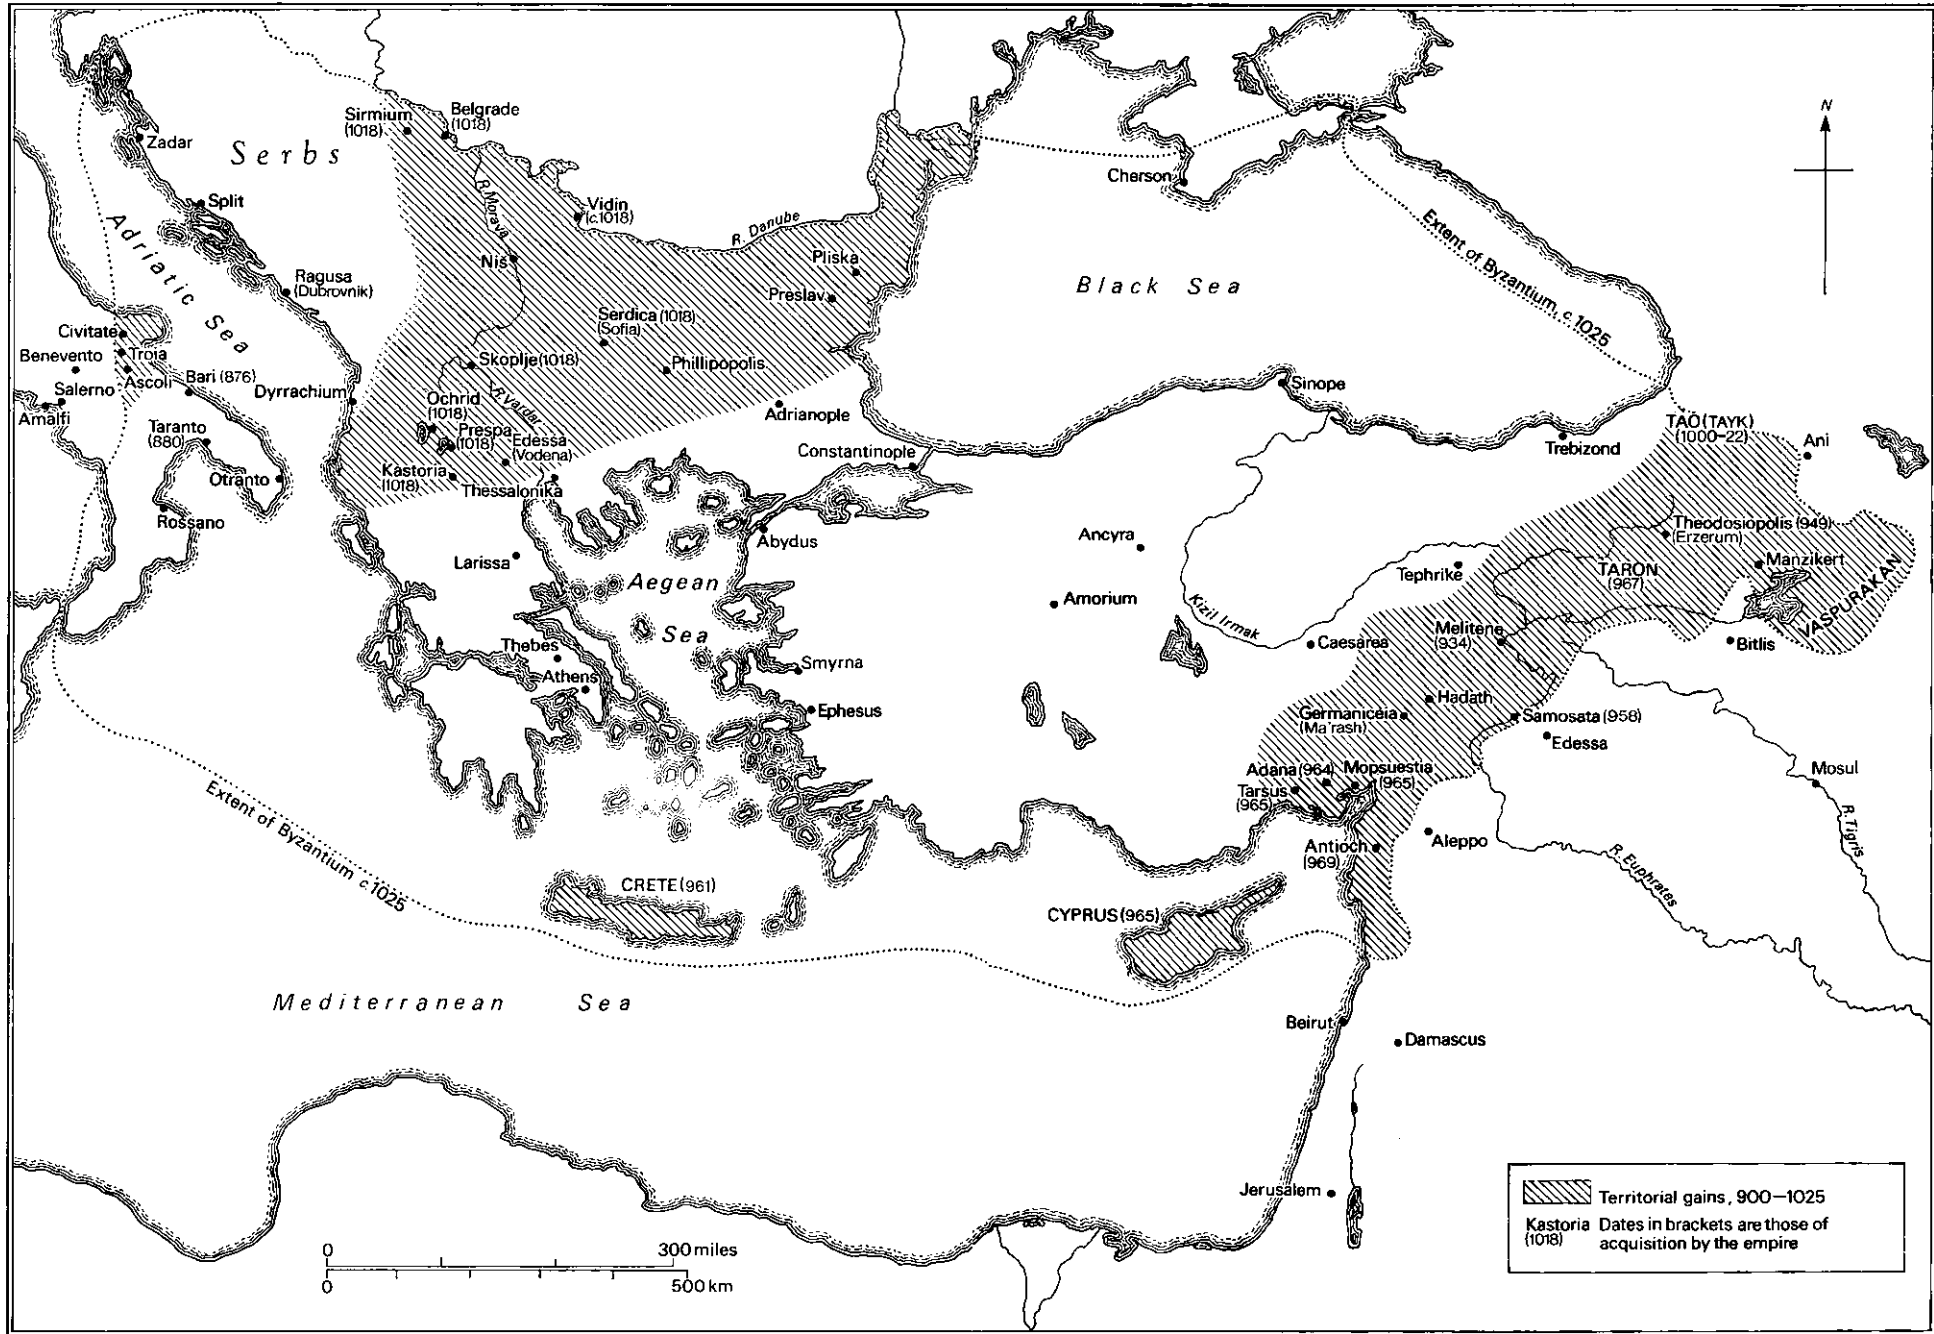 Sirmium
(1018)
Belgrade
(1018)
Zadar
Serbs
N
Cherson
R. Morava
Split
Vidin
(c.1018)
R. Danube
Adriatic Sea
Extent of Byzantium, c.1025
Niš
Pliska
Ragusa
(Dubrovnik)
Preslav
Black Sea
Serdica (1018)
(Sofia)
Civitate
Troia
Benevento
Ascoli
Skoplje (1018)
Phillipopolis
Salerno
Bari (876)
Dyrrachium
Sinope
Amalfi
Ochrid
(1018)
R. Vardar
Adrianople
Taranto
(880)
Prespa
(1018)
Edessa
(Vodena)
TAO (TAYK)
(1000–22)
Ani
Trebizond
Constantinople
Kastoria
(1018)
Otranto
Thessalonika
Rossano
Theodosiopolis (949)
(Erzerum)
Abydus
Ancyra
Larissa
Manzikert
Tephrike
TARON
(967)
Aegean
Sea
Amorium
Kizil Irmak
VASPURAKAN
Melitene
(934)
Caesarea
Bitlis
Thebes
Smyrna
Athens
Hadath
Ephesus
Germaniceia
(Ma'rash)
Samosata (958)
Edessa
Adana (964)
Mopsuestia
(965)
Tarsus
(965)
Mosul
R. Tigris
Extent of Byzantium c.1025
Antioch
(969)
Aleppo
R. Euphrates
CRETE (961)
CYPRUS (965)
Mediterranean Sea
Beirut
Damascus
Jerusalem
Territorial gains, 900–1025
Kastoria Dates in brackets are those of
(1018) acquisition by the empire
0 300 miles
0 500 km